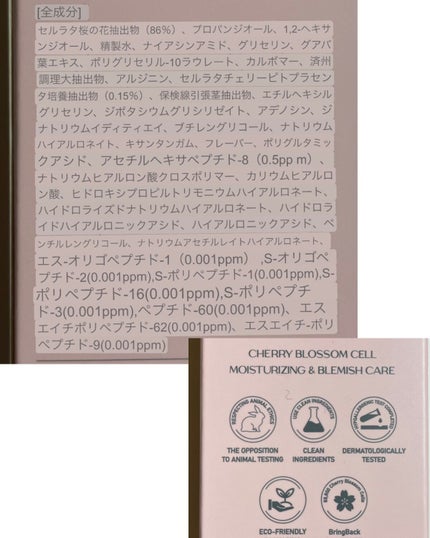 [全成分]
セルラタ桜の花抽出物（86%）、プロパンジオール、1,2-ヘキサ
ンジオール、精製水、ナイアシンアミド、グリセリン、グアバ
葉エキス、ポリグリセリル-10ラウレート、カルボマー、済州
調理大抽出物、アルジニン、セルラタチェリーピトプラセン
タ培養抽出物（0.15%）、保険線引張茎抽出物、エチルヘキシル
グリセリン、ジポタシウムグリシリゼイト、アデノシン、ジ
ナトリウムイディティエイ、ブチレングリコール、ナトリウム
ハイアルロネイト、キサンタンガム、フレーバー、ポリグルタミッ
クアシド、アセチルヘキサペプチド-8（0.5pp m）、
ナトリウムヒアルロン酸クロスポリマー、カリウムヒアルロ
ン酸、ヒドロキシプロピルトリモニウムハイアルロネート、
ハイドロライズドナトリウムハイアルロネート、ハイドロラ
イドハイアルロニックアシド、ハイアルロニックアシド、ペ
ンチルレングリコール、ナトリウムアセチルレイトハイアルロネート、
エス-オリゴペプチド-1（0.001ppm）,S-オリゴペ
プチド-2(0.001ppm),S-ポリペプチド-1(0.001ppm),S-
ポリペプチド-16(0.001ppm),S-ポリペプチ
ド-3(0.001ppm),ペプチド-60(0.001ppm)、エス
エイチポリペプチド-62(0.001ppm)、エスエイチ-ポリ
ペプチド-9(0.001ppm)
CHERRY BLOSSOM CELL
MOISTURIZING & BLEMISH CARE
RESPECTING ANIMAL ETHICS
USE CLEAN INGREDIENTS
HYPOALLERGENIC TEST COMPLETED
THE OPPOSITION
TO ANIMAL TESTING
CLEAN
INGREDIENTS
DERMATOLOGICALLY
TESTED
Cherry Blossom Cells
ECO-FRIENDLY
BringBack